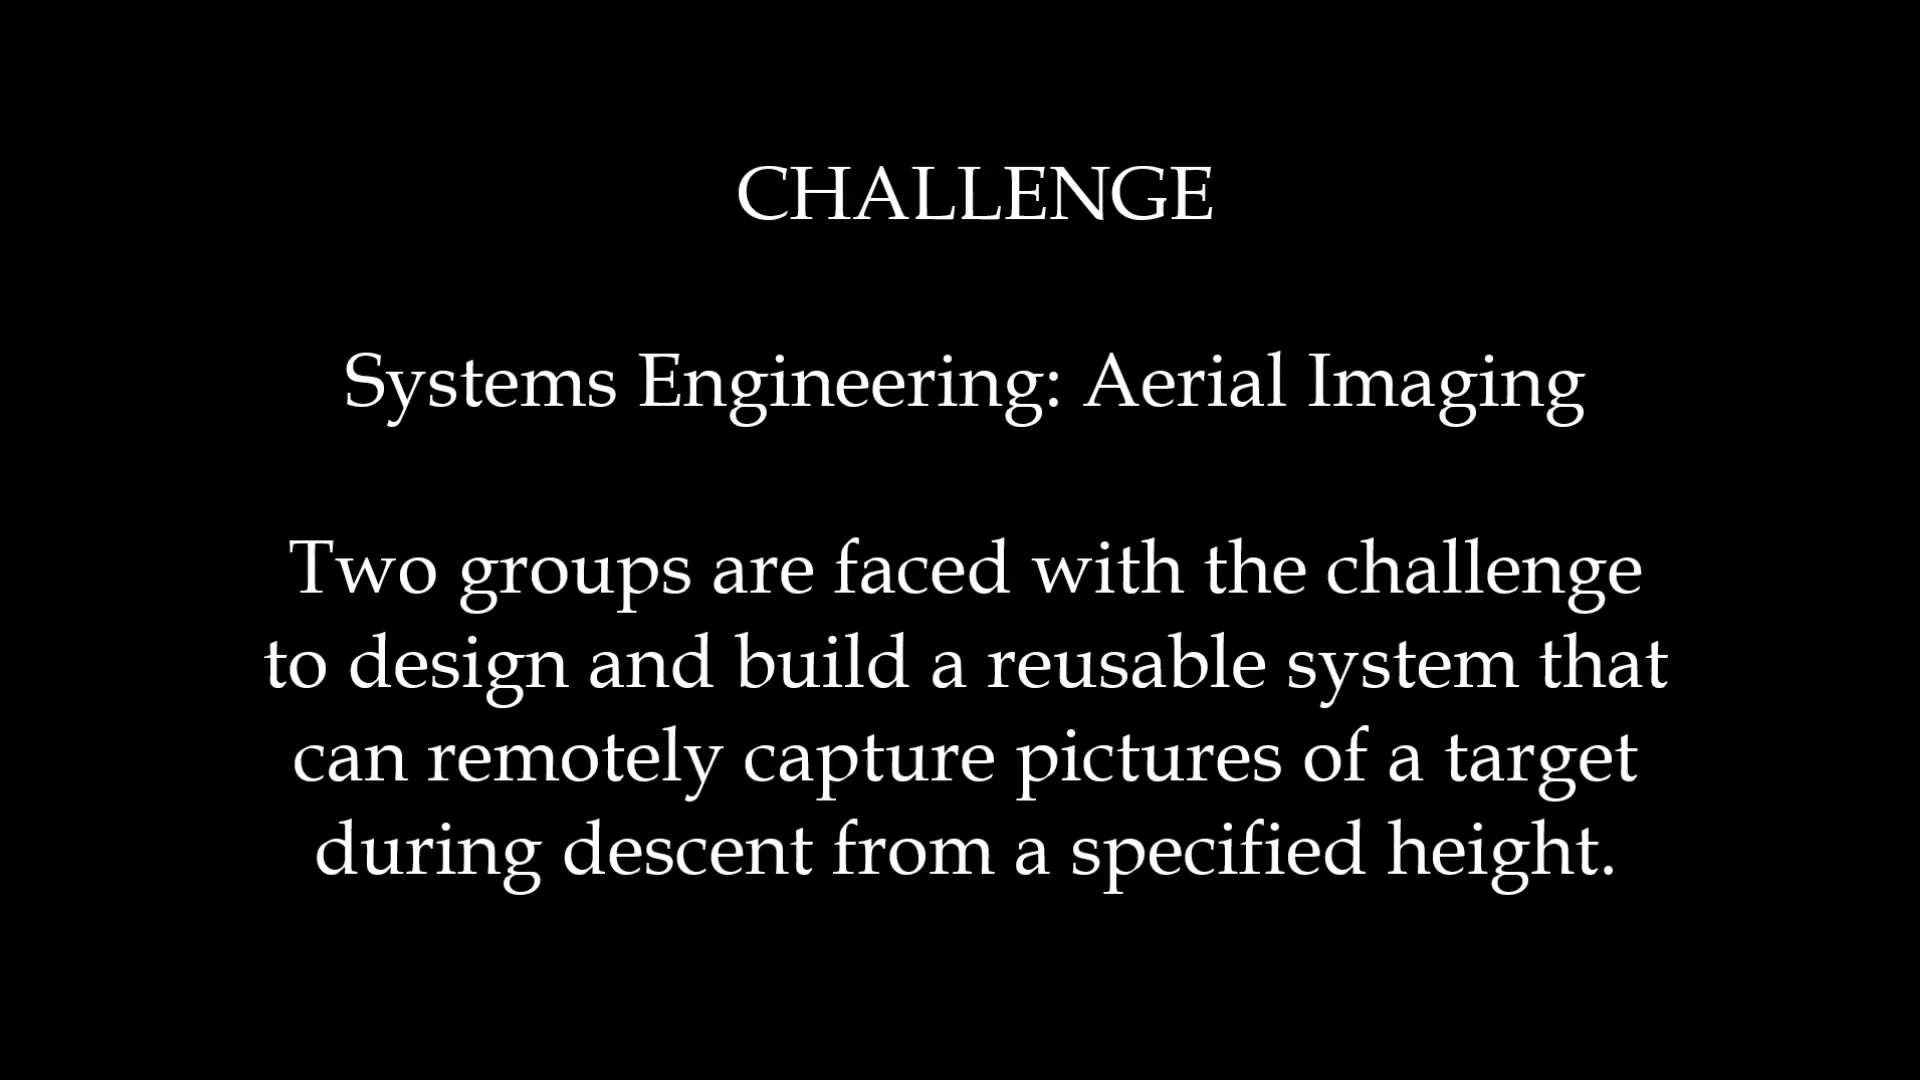 CHALLENGE
Systems Engineering: Aerial Imaging
Two groups are faced with the challenge
to design and build a reusable system that
can remotely capture pictures of a target
during descent from a specified height.